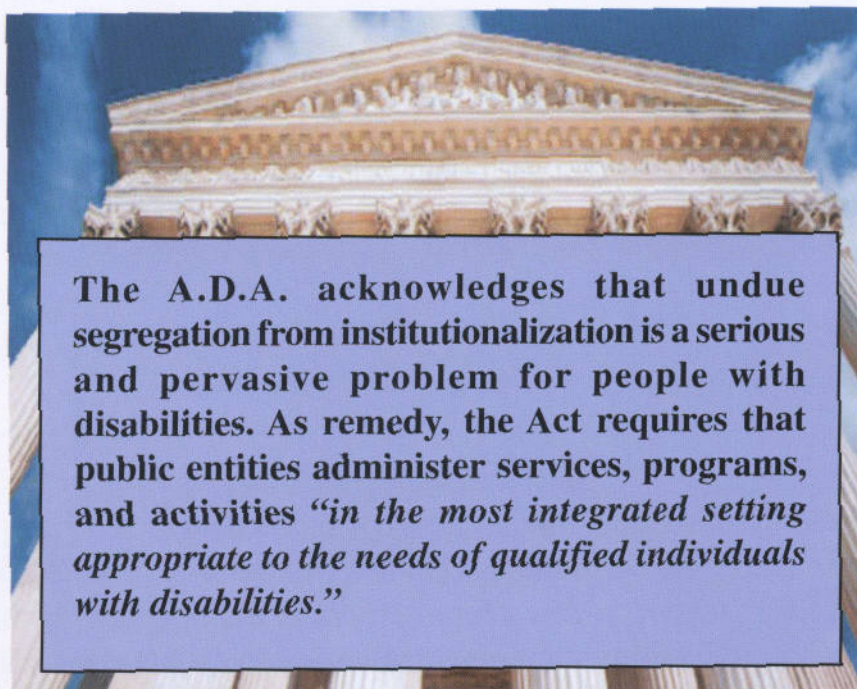 The A.D.A. acknowledges that undue
segregation from institutionalization is a serious
and pervasive problem for people with
disabilities. As remedy, the Act requires that
public entities administer services, programs,
and activities “in the most integrated setting
appropriate to the needs of qualified individuals
with disabilities.”